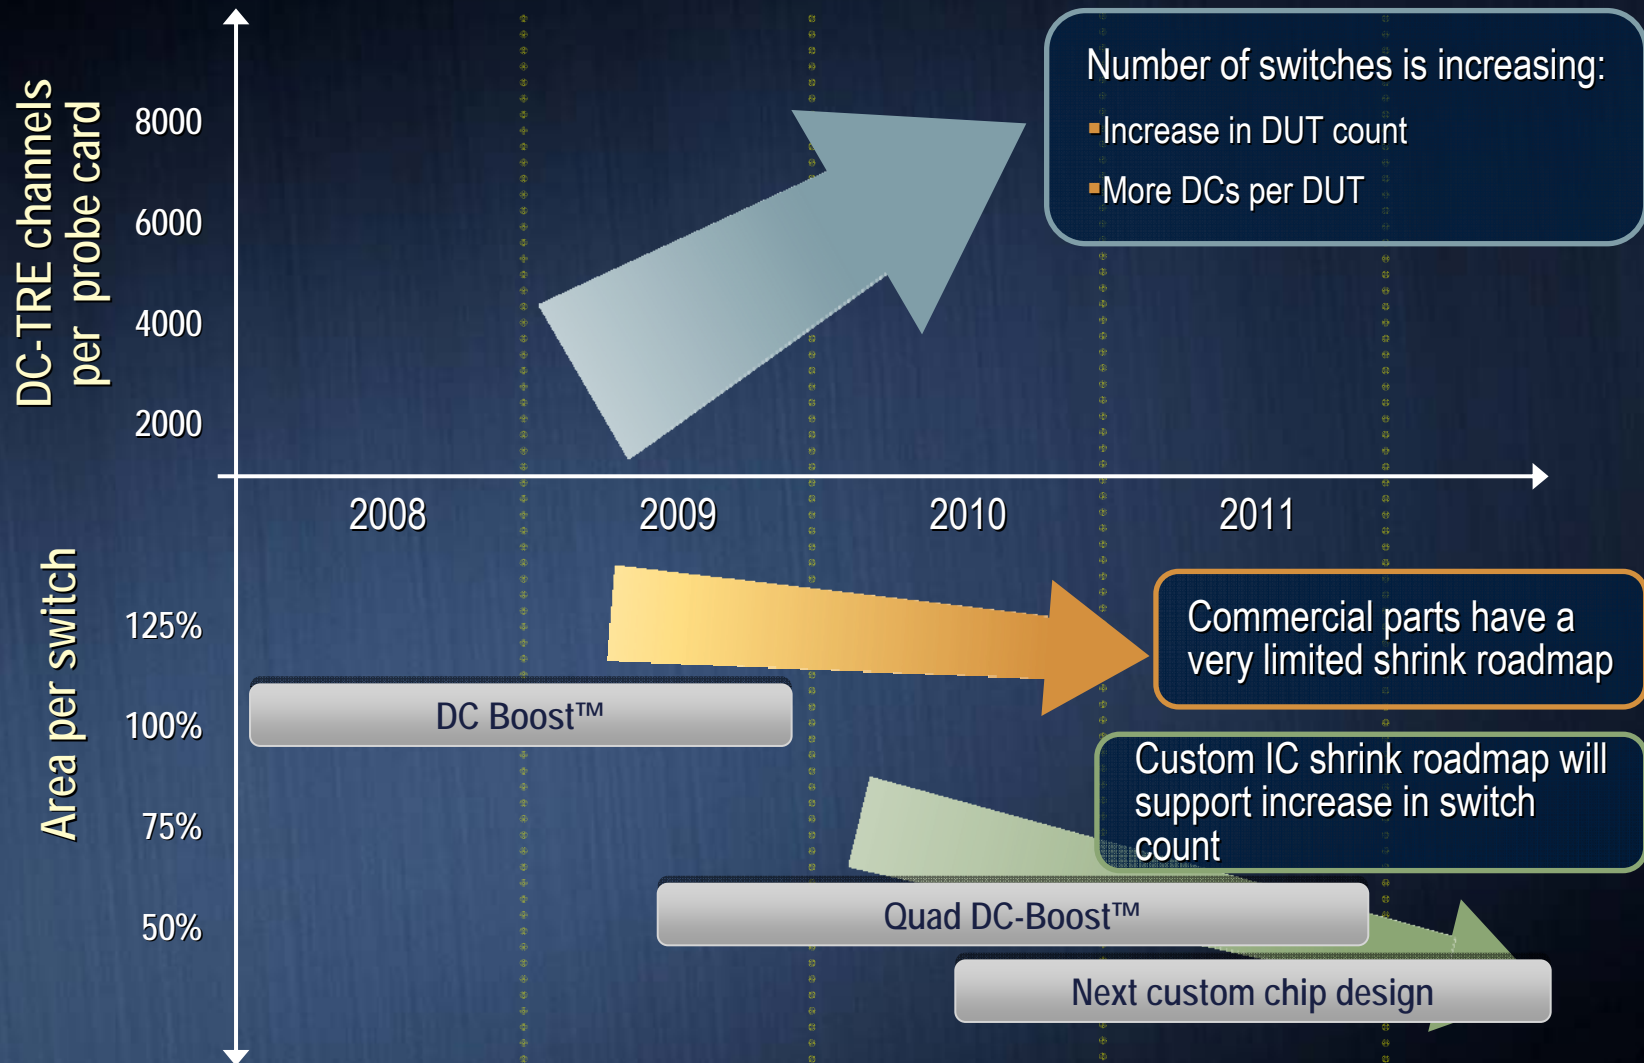 DC-TRE channels
per probe card
8000
6000
4000
2000
Number of switches is increasing:
▪Increase in DUT count
▪More DCs per DUT
2008
2009
2010
2011
Area per switch
125%
100%
75%
50%
Commercial parts have a
very limited shrink roadmap
DC Boost™
Custom IC shrink roadmap will
support increase in switch
count
Quad DC-Boost™
Next custom chip design